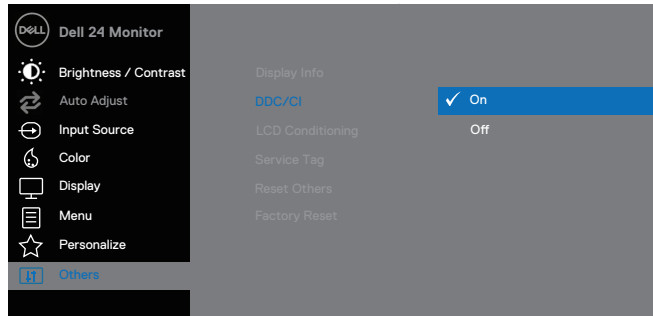 DELL Dell 24 Monitor
Brightness / Contrast
Auto Adjust
Input Source
Color
Display
Menu
Personalize
Others
Display Info
DDC/CI
LCD Conditioning
Service Tag
Reset Others
Factory Reset
On
Off